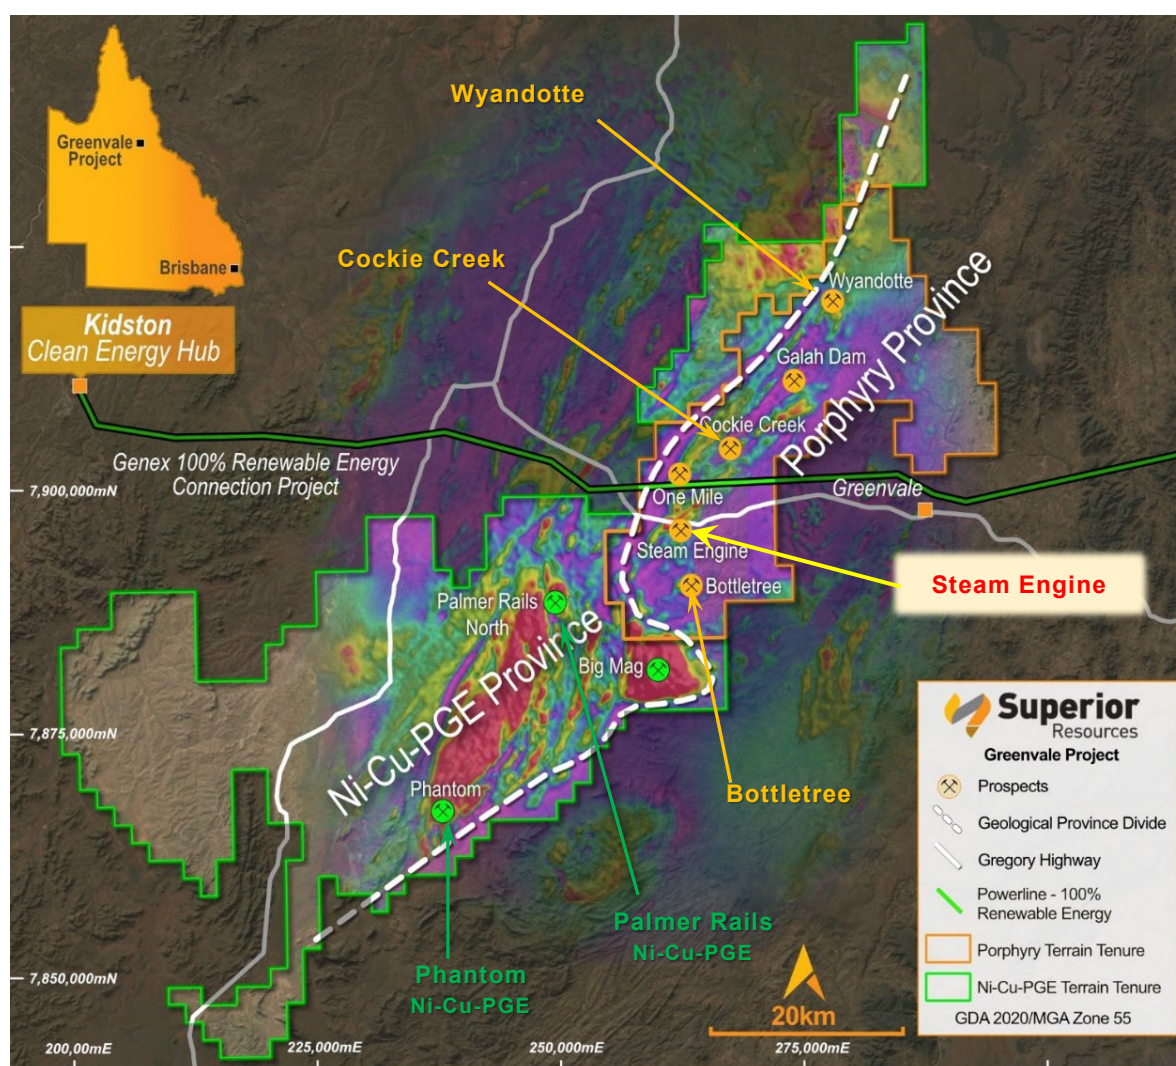 Wyandotte
Greenvale
Project
Brisbane
Cockie Creek
Kidston
Clean Energy Hub
Wyandotte
Galah Dam
Cockie Creek
Porphyry Province
Genex 100% Renewable Energy
Connection Project
7,900,000mN
One Mile
Greenvale
Steam Engine
Steam Engine
Bottletree
Palmer Rails
North
Big Mag
Ni-Cu-PGE Province
7,875,000mN
Phantom
Bottletree
Palmer Rails
Ni-Cu-PGE
Phantom
Ni-Cu-PGE
7,850,000mN
Superior
Resources
Greenvale Project
Prospects
Geological Province Divide
Gregory Highway
Powerline - 100%
Renewable Energy
Porphyry Terrain Tenure
Ni-Cu-PGE Terrain Tenure
GDA 2020/MGA Zone 55
20km
200,00mE
225,000mE
250,000mE
275,000mE